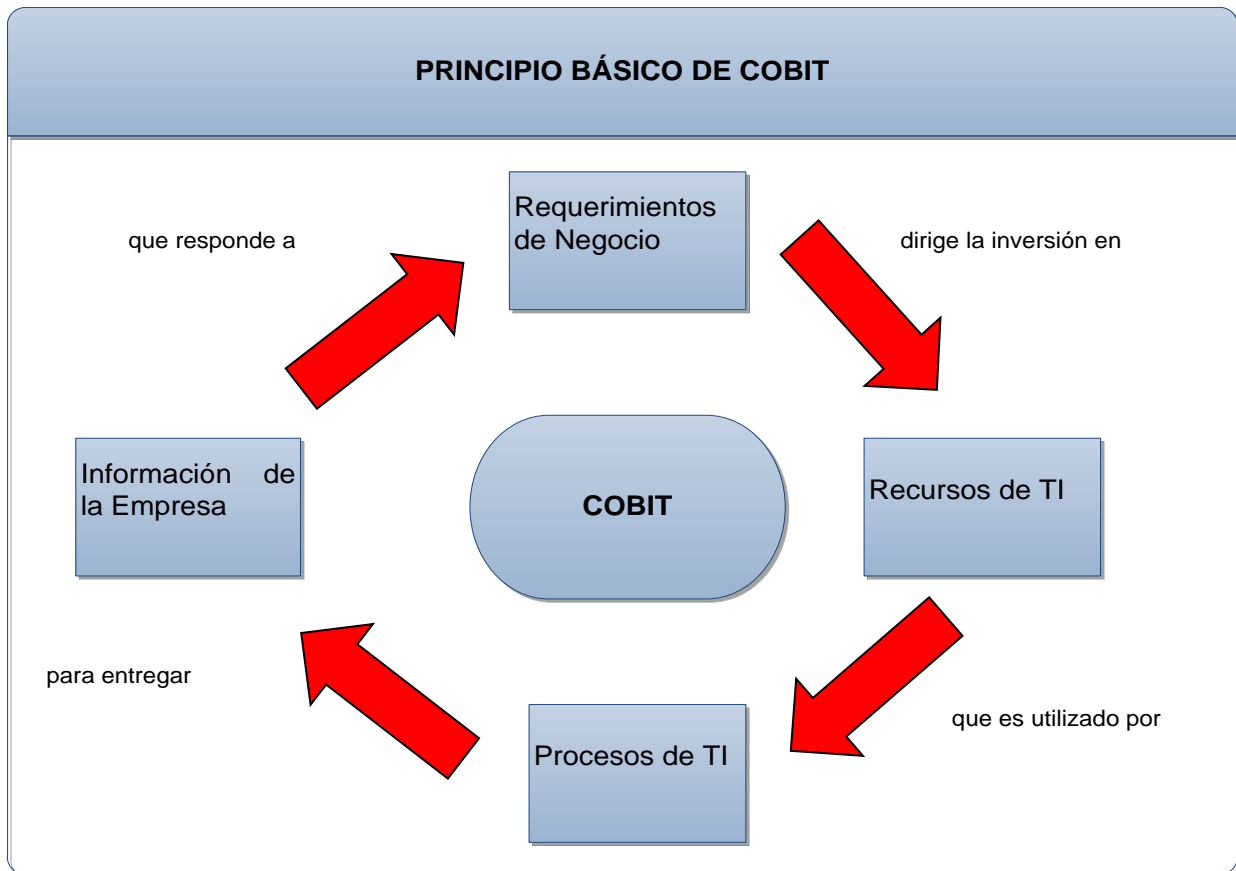 PRINCIPIO BÁSICO DE COBIT
Requerimientos
de Negocio
que responde a
dirige la inversión en
Información de
la Empresa
COBIT
Recursos de TI
para entregar
que es utilizado por
Procesos de TI